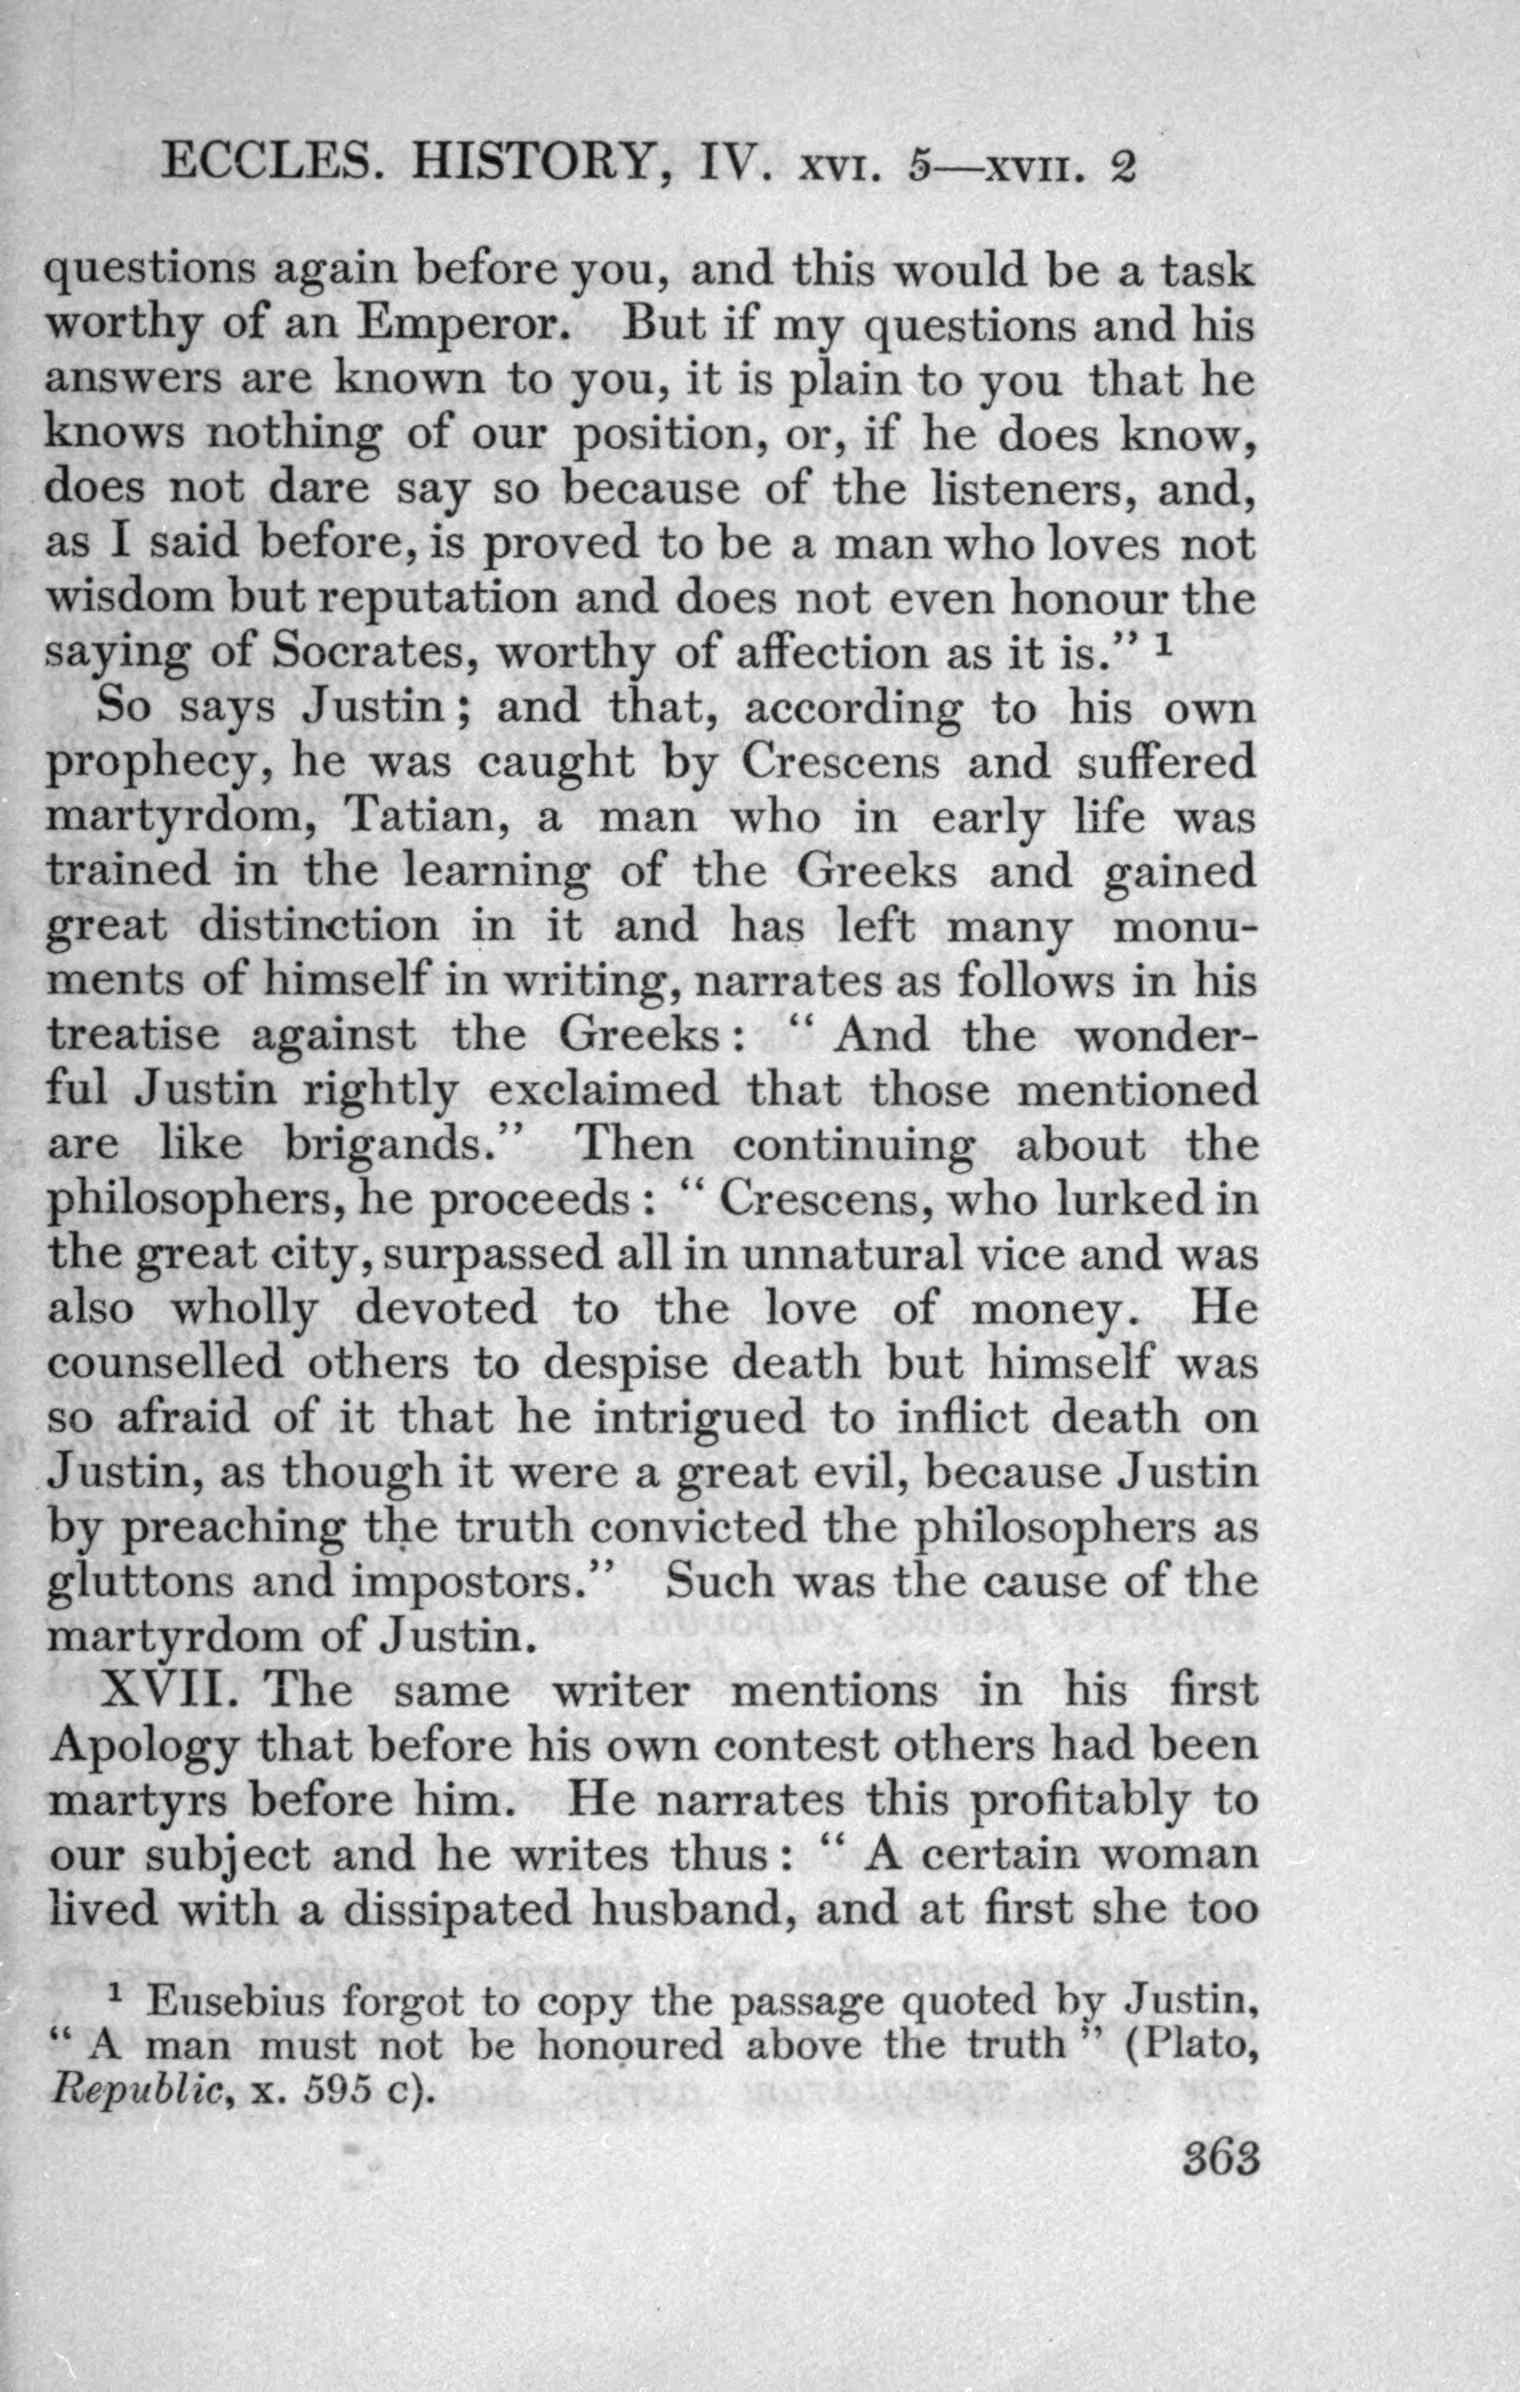 ECCLES. HISTORY, IV. XVI. 5—XVII. 2
questions again before you, and this would be a task
worthy of an Emperor. But if my questions and his
answers are known to you, it is plain to you that he
knows nothing of our position, or, if he does know,
does not dare say so because of the listeners, and,
as I said before, is proved to be a man who loves not
wisdom but reputation and does not even honour the
saying of Socrates, worthy of affection as it is.” 1
So says Justin; and that, according to his own
prophecy, he was caught by Crescens and suffered
martyrdom, Tatian, a man who in early life was
trained in the learning of the Greeks and gained
great distinction in it and has left many monu-
ments of himself in writing, narrates as follows in his
treatise against the Greeks: “ And the wonder-
ful Justin rightly exclaimed that those mentioned
are like brigands.” Then continuing about the
philosophers, he proceeds: “ Crescens, who lurked in
the great city, surpassed all in unnatural vice and was
also wholly devoted to the love of money. He
counselled others to despise death but himself was
so afraid of it that he intrigued to inflict death on
Justin, as though it were a great evil, because Justin
by preaching the truth convicted the philosophers as
gluttons and impostors.” Such was the cause of the
martyrdom of Justin.
XVII. The same writer mentions in his first
Apology that before his own contest others had been
martyrs before him. He narrates this profitably to
our subject and he writes thus: “ A certain woman
lived with a dissipated husband, and at first she too
1 Eusebius forgot to copy the passage quoted by Justin,
“ A man must not be honoured above the truth ” (Plato,
Republic, x. 595 c).
363